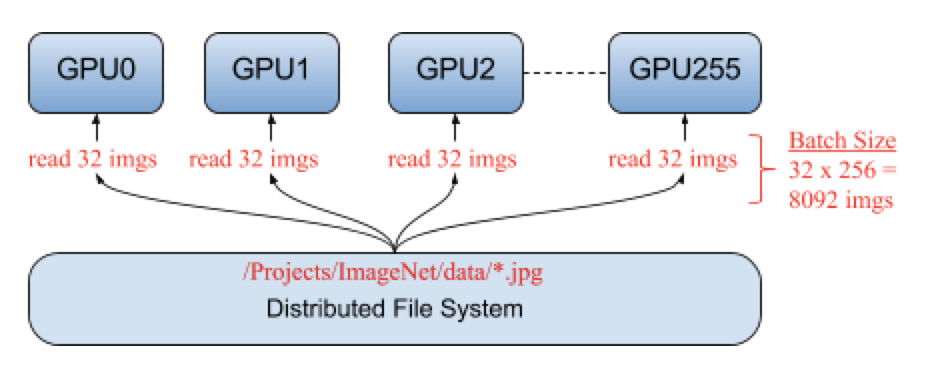 GPU0 GPU1 GPU2 GPU255
read 32 imgs read 32 imgs read 32 imgs read 32 imgs
Batch Size
32 x 256 =
8092 imgs
/Projects/ImageNet/data/*.jpg
Distributed File System